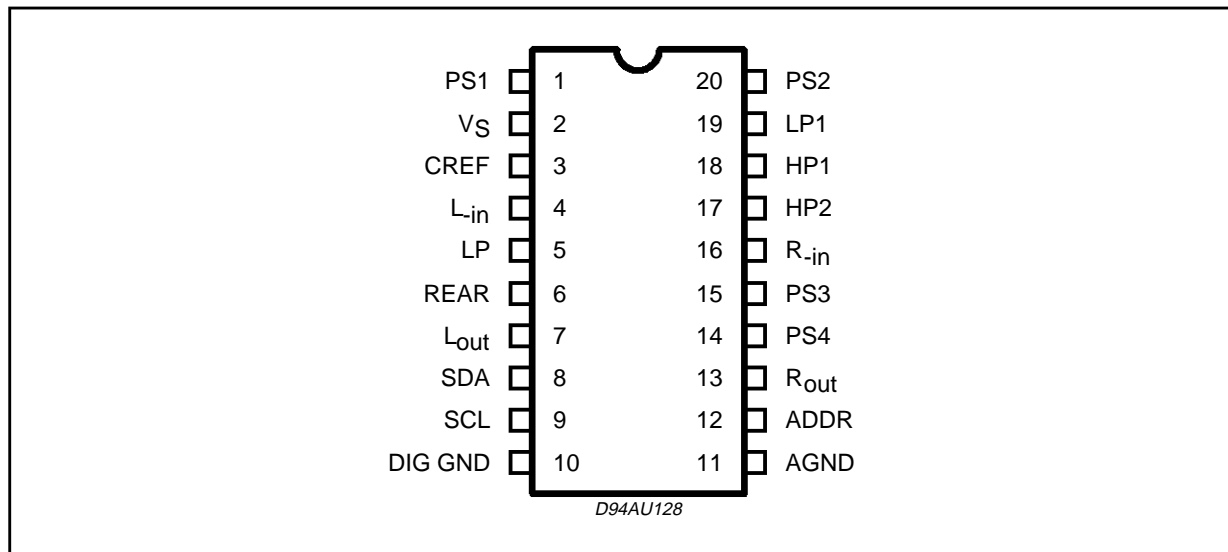 PS1 1 20 PS2
VS 2 19 LP1
CREF 3 18 HP1
L-in 4 17 HP2
LP 5 16 R-in
REAR 6 15 PS3
Lout 7 14 PS4
SDA 8 13 Rout
SCL 9 12 ADDR
DIG GND 10 11 AGND
D94AU128